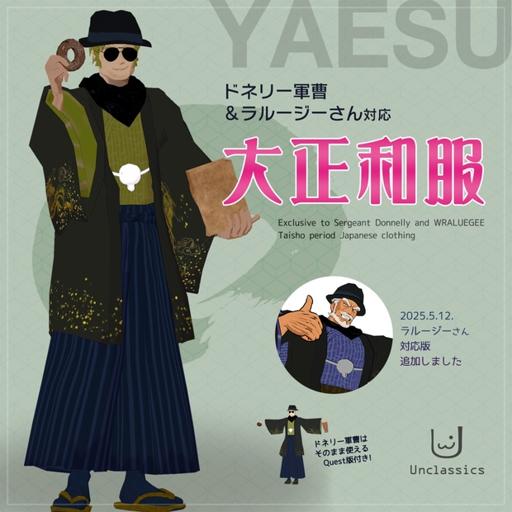 YAESU
ドネリー軍曹
＆ラルージーさん対応
大正和服
Exclusive to Sergeant Donnelly and WRALUEGEE
Taisho period Japanese clothing
2025.5.12.
ラルージーさん
対応版
追加しました
ドネリー軍曹は
そのまま使える
Quest版付き!
Unclassics